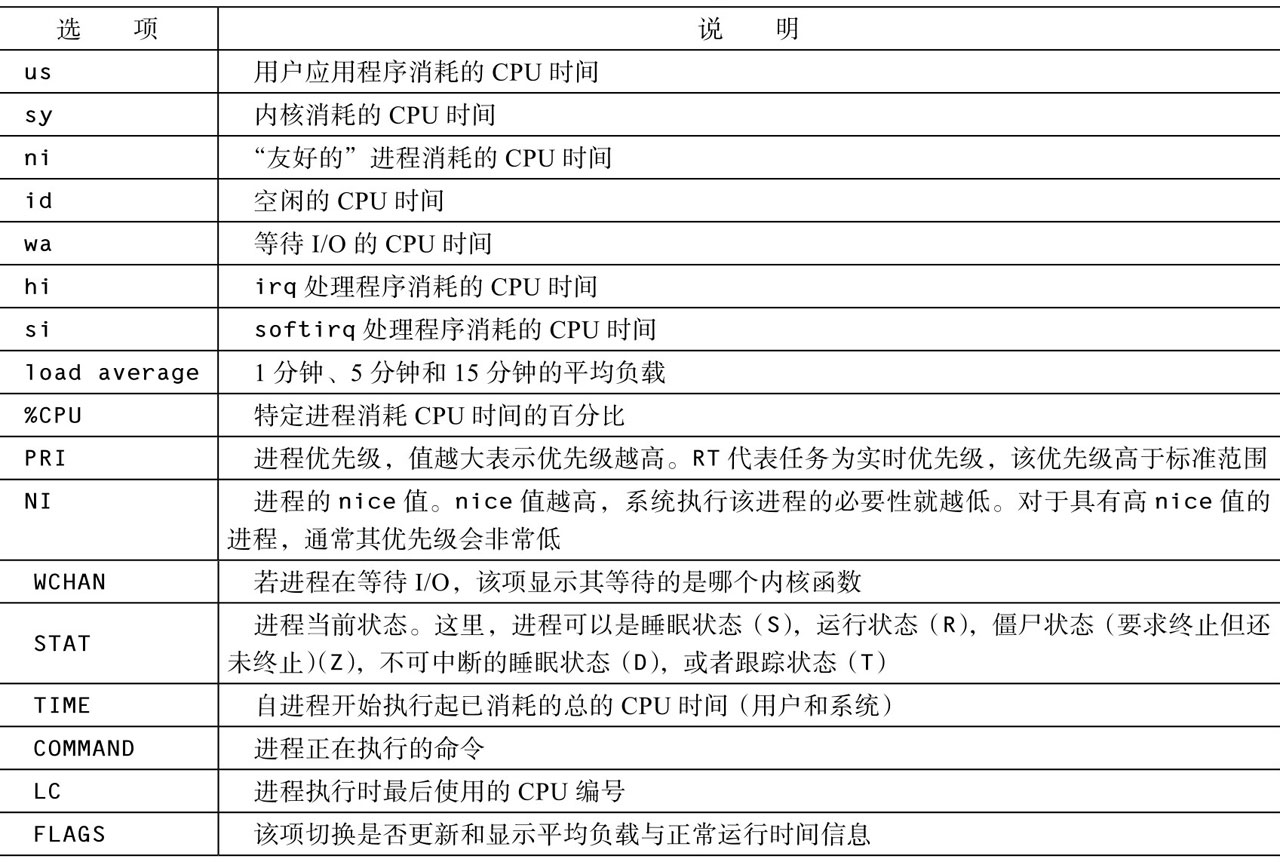 选项 说明
us 用户应用程序消耗的 CPU 时间
sy 内核消耗的 CPU 时间
ni “友好的”进程消耗的 CPU 时间
id 空闲的 CPU 时间
wa 等待 I/O 的 CPU 时间
hi irq 处理程序消耗的 CPU 时间
si softirq 处理程序消耗的 CPU 时间
load average 1 分钟、5 分钟和 15 分钟的平均负载
%CPU 特定进程消耗 CPU 时间的百分比
PRI 进程优先级，值越大表示优先级越高。RT 代表任务为实时优先级，该优先级高于标准范围
NI 进程的 nice 值。nice 值越高，系统执行该进程的必要性就越低。对于具有高 nice 值的
进程，通常其优先级会非常低
WCHAN 若进程在等待 I/O，该项显示其等待的是哪个内核函数
STAT 进程当前状态。这里，进程可以是睡眠状态（S），运行状态（R），僵尸状态（要求终止但还
未终止）（Z），不可中断的睡眠状态（D），或者跟踪状态（T）
TIME 自进程开始执行起已消耗的总的 CPU 时间（用户和系统）
COMMAND 进程正在执行的命令
LC 进程执行时最后使用的 CPU 编号
FLAGS 该项切换是否更新和显示平均负载与正常运行时间信息